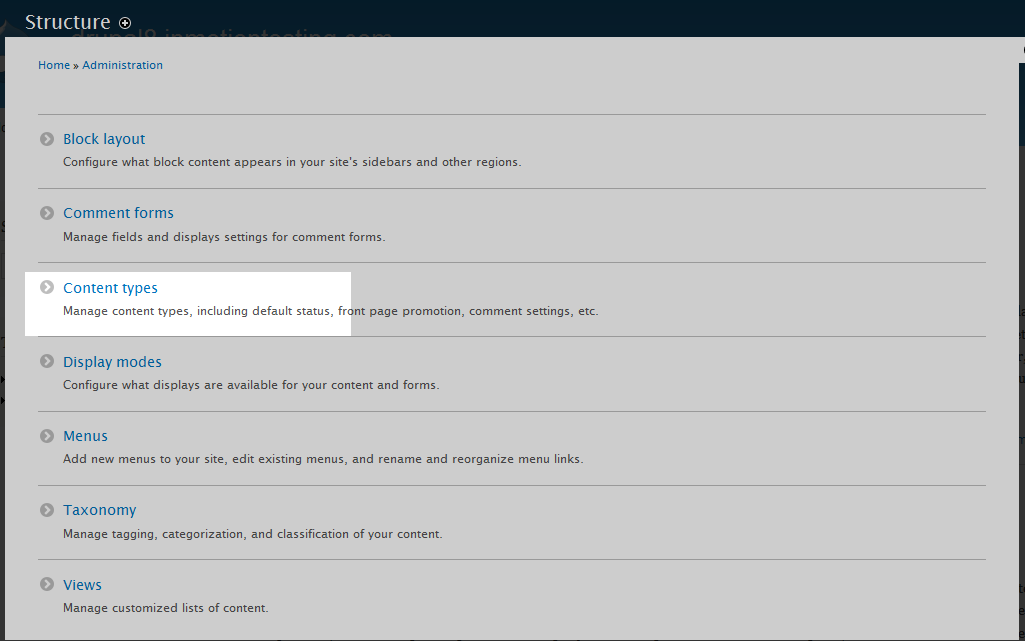 Structure
Home » Administration
Block layout
Configure what block content appears in your site's sidebars and other regions.
Comment forms
Manage fields and displays settings for comment forms.
Content types
Manage content types, including default status, front page promotion, comment settings, etc.
Display modes
Configure what displays are available for your content and forms.
Menus
Add new menus to your site, edit existing menus, and rename and reorganize menu links.
Taxonomy
Manage tagging, categorization, and classification of your content.
Views
Manage customized lists of content.